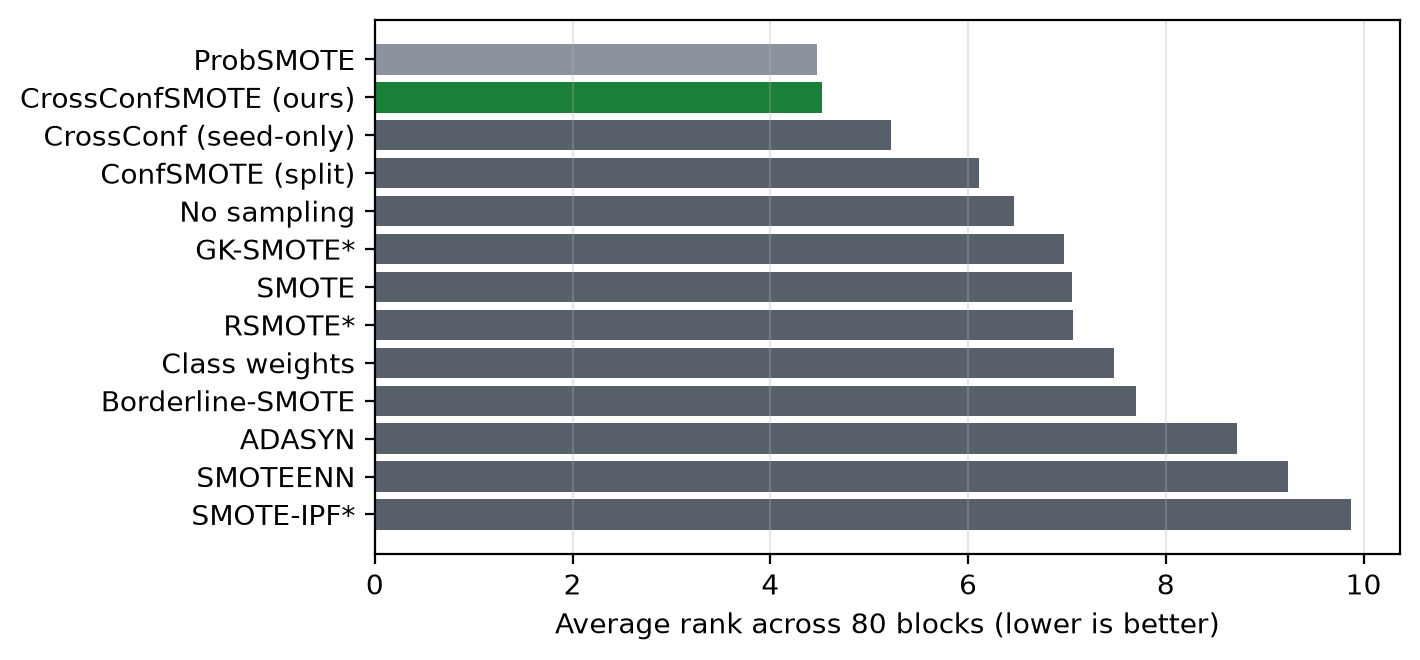 ProbSMOTE
CrossConfSMOTE (ours)
CrossConf (seed-only)
ConfSMOTE (split)
No sampling
GK-SMOTE*
SMOTE
RSMOTE*
Class weights
Borderline-SMOTE
ADASYN
SMOTEENN
SMOTE-IPF*
0 2 4 6 8 10
Average rank across 80 blocks (lower is better)